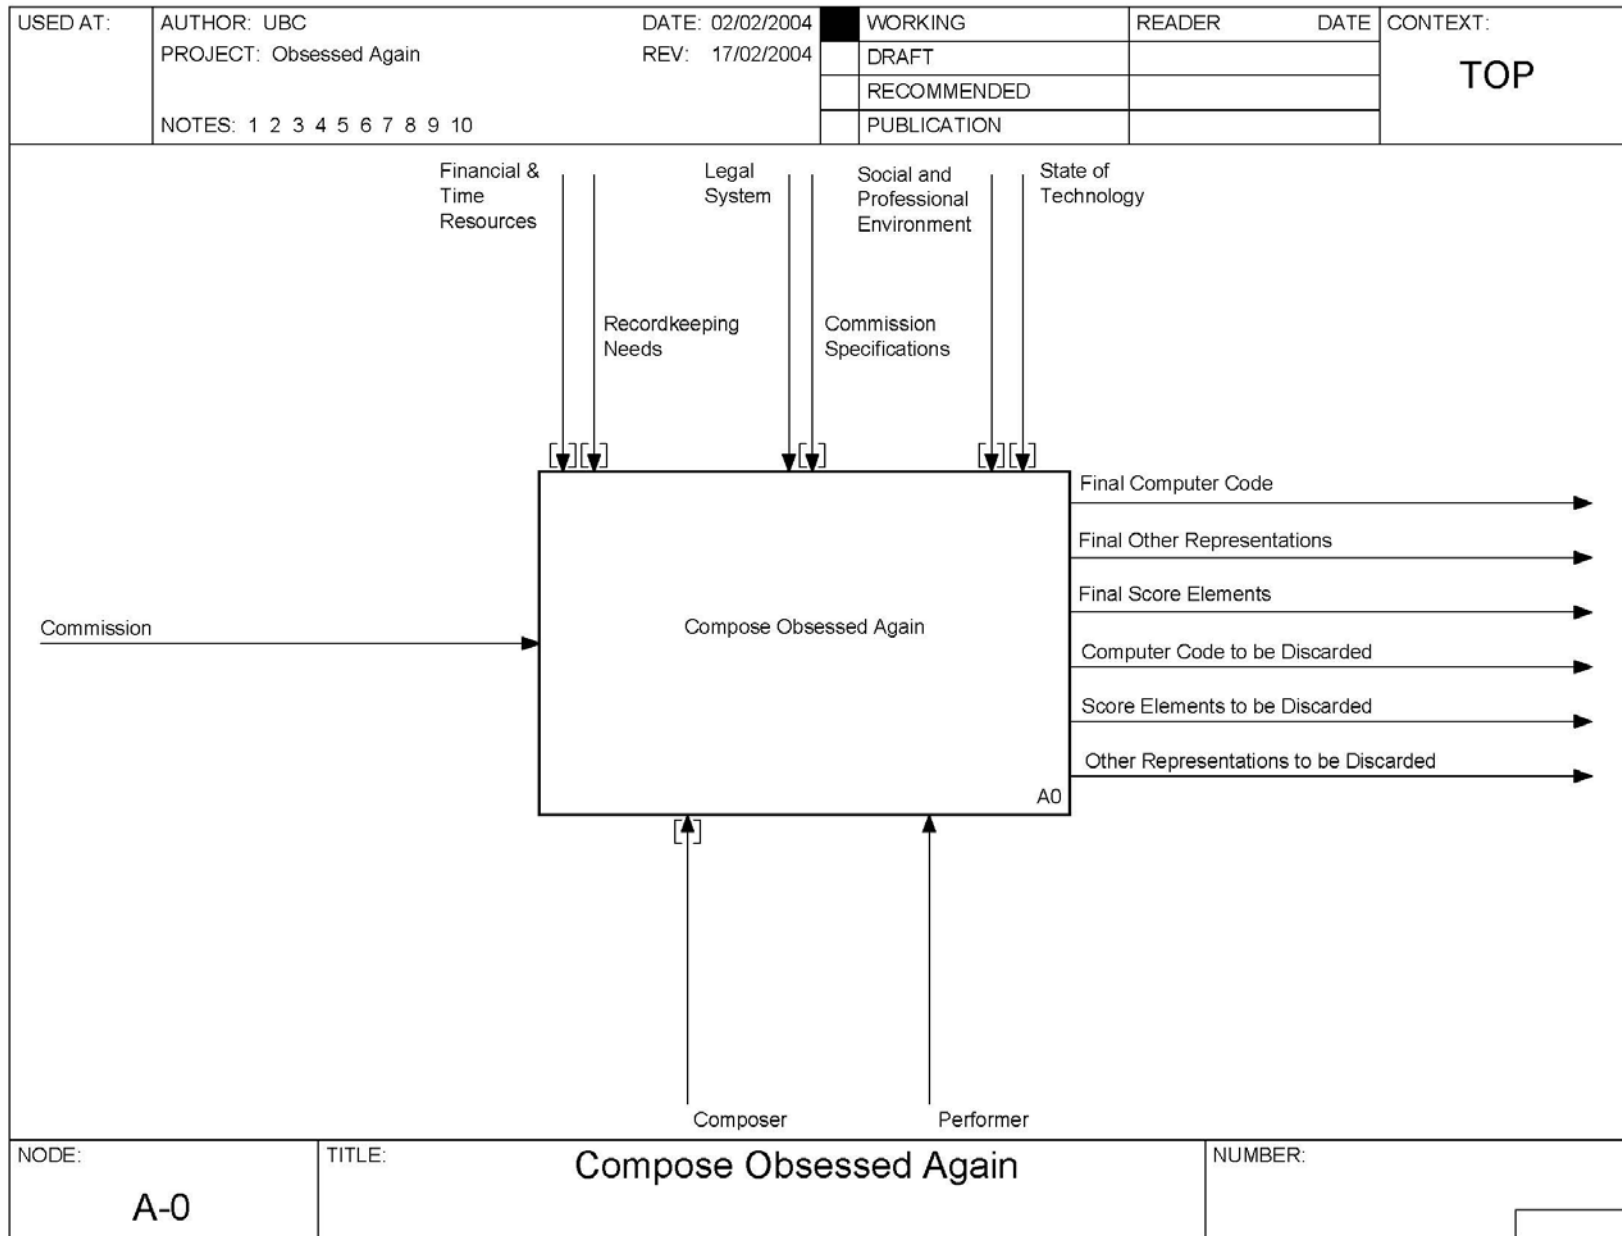 USED AT:
AUTHOR: UBC
DATE: 02/02/2004
PROJECT: Obsessed Again
REV: 17/02/2004
NOTES: 1 2 3 4 5 6 7 8 9 10
WORKING
DRAFT
RECOMMENDED
PUBLICATION
READER DATE
CONTEXT:
TOP
Financial &
Time
Resources
Legal
System
Social and
Professional
Environment
State of
Technology
Recordkeeping
Needs
Commission
Specifications
Final Computer Code
Final Other Representations
Final Score Elements
Computer Code to be Discarded
Score Elements to be Discarded
Other Representations to be Discarded
Commission
Compose Obsessed Again
A0
Composer
Performer
NODE:
A-0
TITLE:
Compose Obsessed Again
NUMBER: